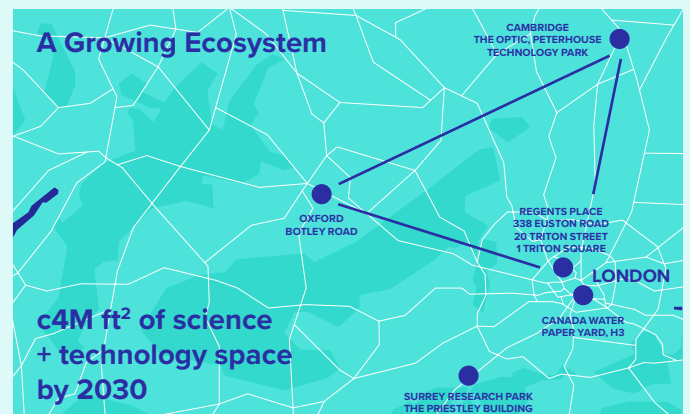 A Growing Ecosystem
CAMBRIDGE
THE OPTIC, PETERHOUSE
TECHNOLOGY PARK
OXFORD
BOTLEY ROAD
REGENTS PLACE
338 EUSTON ROAD
20 TRITON STREET
1 TRITON SQUARE
LONDON
CANADA WATER
PAPER YARD, H3
c4M ft² of science
+ technology space
by 2030
SURREY RESEARCH PARK
THE PRIESTLEY BUILDING